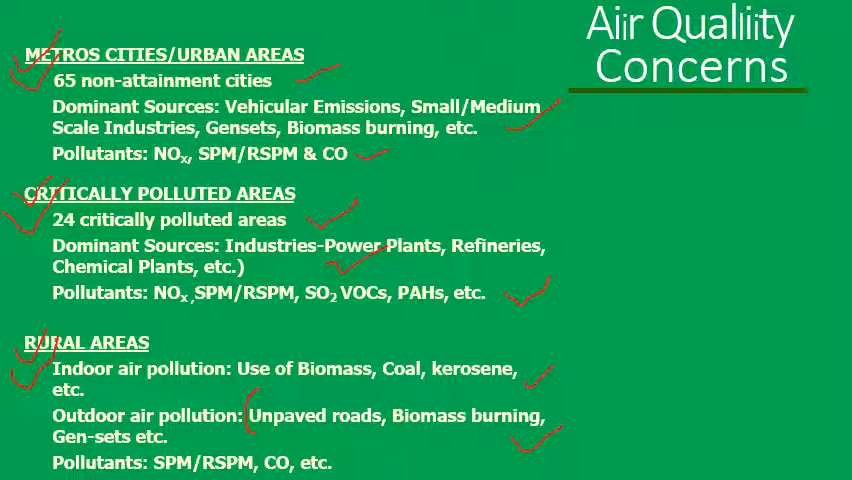 Aiir Qualliity
Concerns
METROS CITIES/URBAN AREAS
65 non-attainment cities
Dominant Sources: Vehicular Emissions, Small/Medium
Scale Industries, Gensets, Biomass burning, etc.
Pollutants: NOx, SPM/RSPM & CO
CRITICALLY POLLUTED AREAS
24 critically polluted areas
Dominant Sources: Industries-Power Plants, Refineries,
Chemical Plants, etc.)
Pollutants: NOx ,SPM/RSPM, SO2 VOCs, PAHs, etc.
RURAL AREAS
Indoor air pollution: Use of Biomass, Coal, kerosene,
etc.
Outdoor air pollution: Unpaved roads, Biomass burning,
Gen-sets etc.
Pollutants: SPM/RSPM, CO, etc.